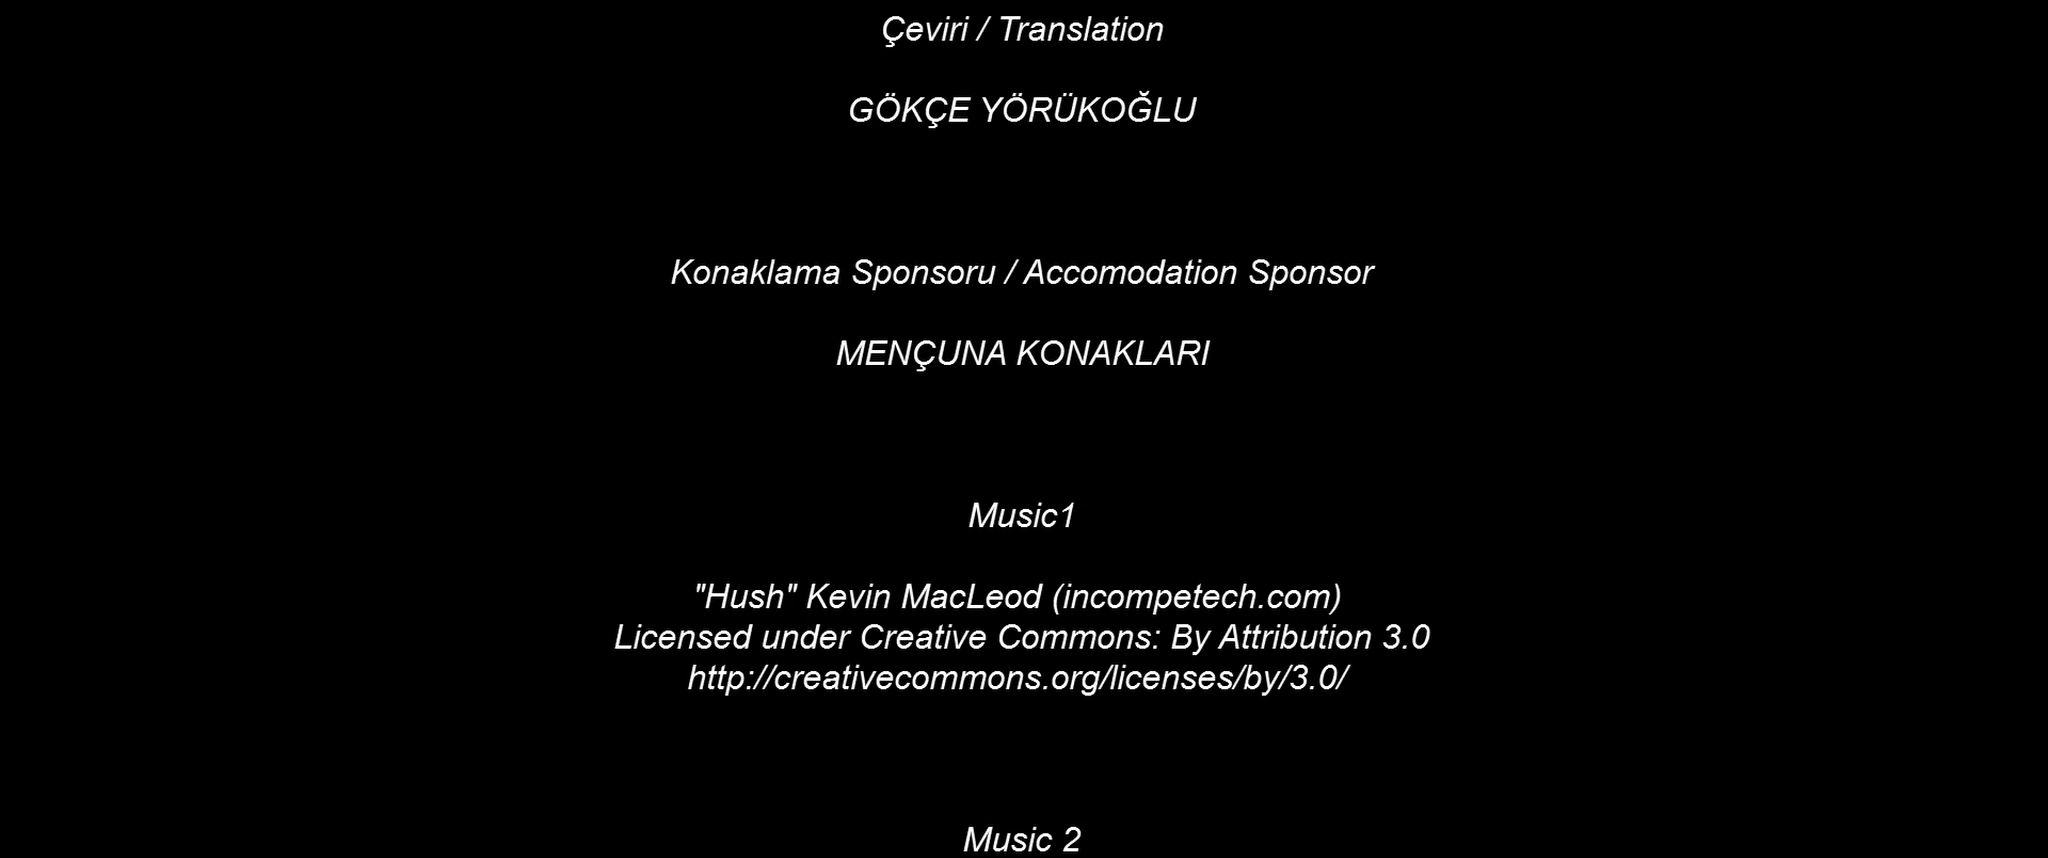 Çeviri / Translation
GÖKÇE YÖRÜKOĞLU
Konaklama Sponsoru / Accomodation Sponsor
MENÇUNA KONAKLARI
Music1
"Hush" Kevin MacLeod (incompetech.com)
Licensed under Creative Commons: By Attribution 3.0
http://creativecommons.org/licenses/by/3.0/
Music 2